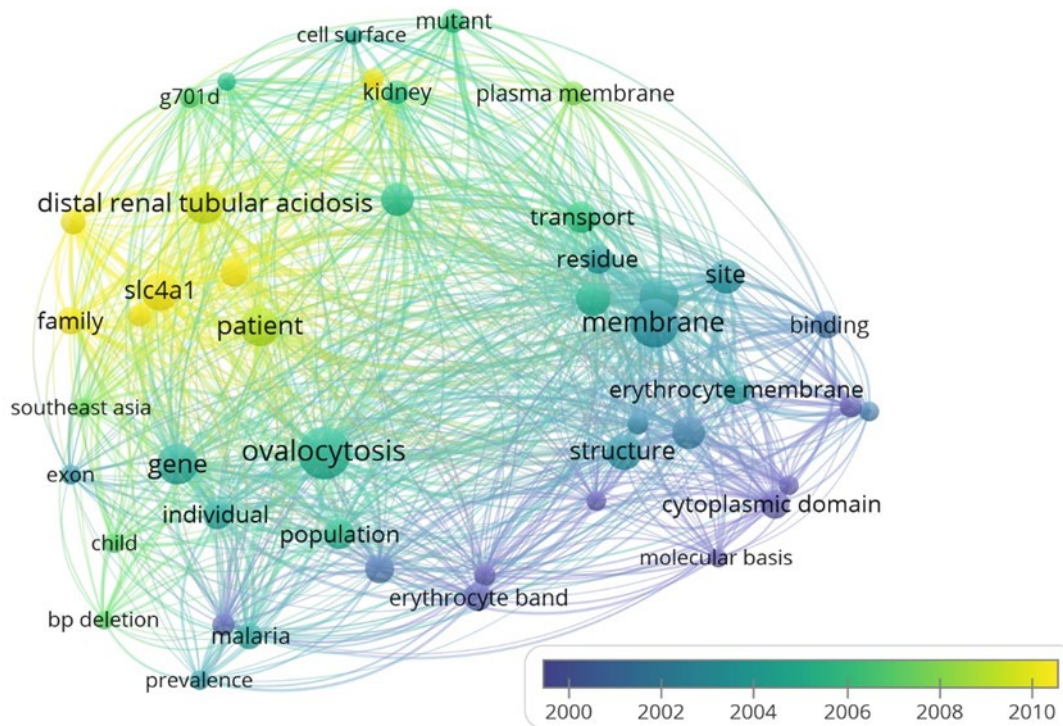 mutant
cell surface
kidney
g701d
plasma membrane
distal renal tubular acidosis
transport
residue
site
slc4a1
family
patient
membrane
binding
erythrocyte membrane
southeast asia
ovalocytosis
structure
gene
exon
cytoplasmic domain
individual
population
child
molecular basis
erythrocyte band
bp deletion
malaria
prevalence
2000 2002 2004 2006 2008 2010